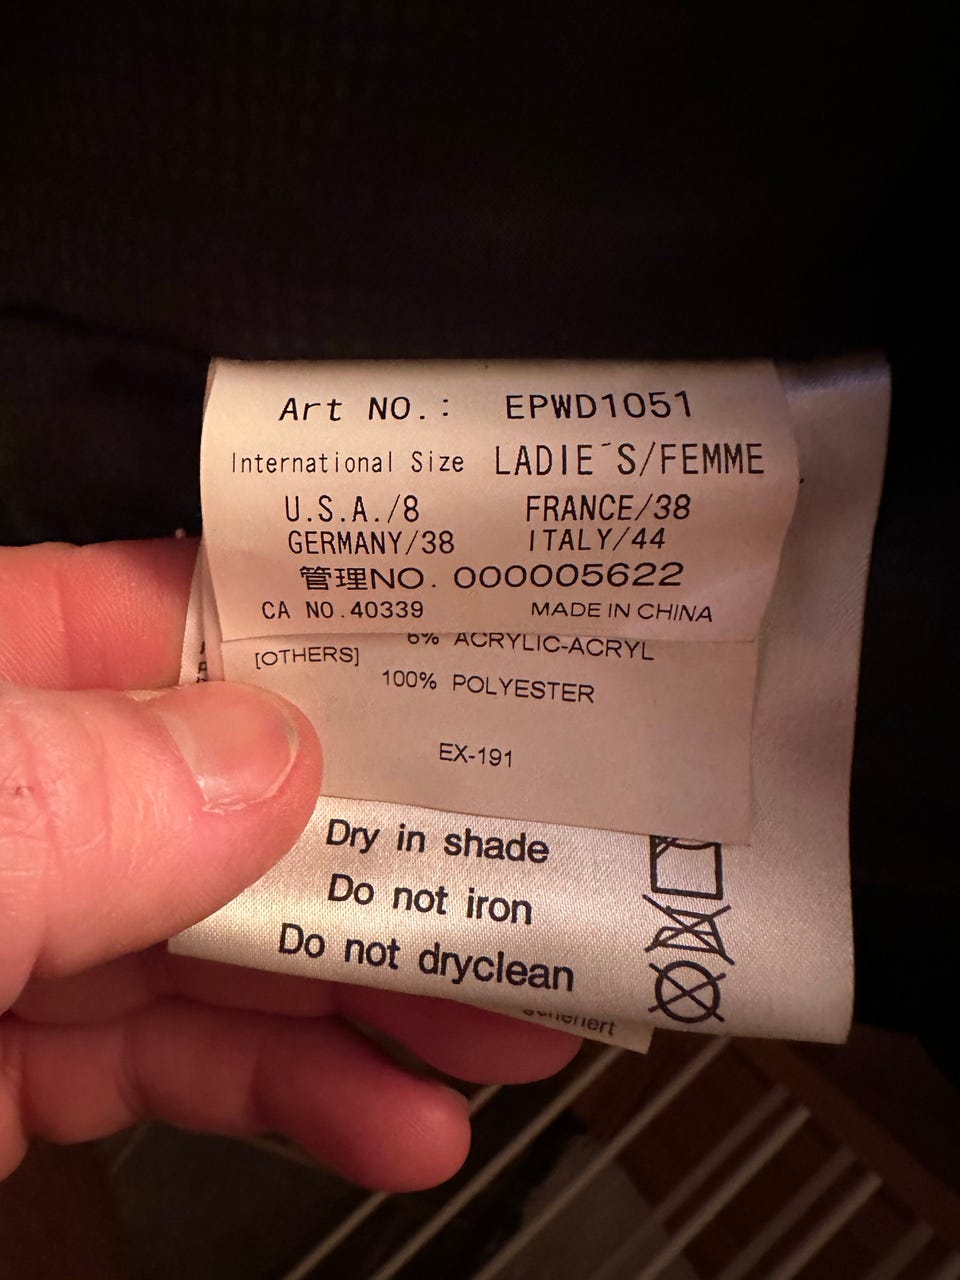 Art NO.: EPWD1051
International Size LADIE´S/FEMME
U.S.A./8 FRANCE/38
GERMANY/38 ITALY/44
管理NO. 000005622
CA NO.40339 MADE IN CHINA
6% ACRYLIC-ACRYL
[OTHERS]
100% POLYESTER
EX-191
Dry in shade
Do not iron
Do not dryclean